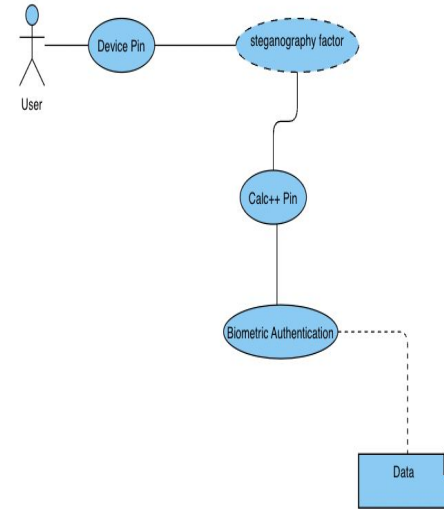 Device Pin
steganography factor
User
Calc++ Pin
Biometric Authentication
Data